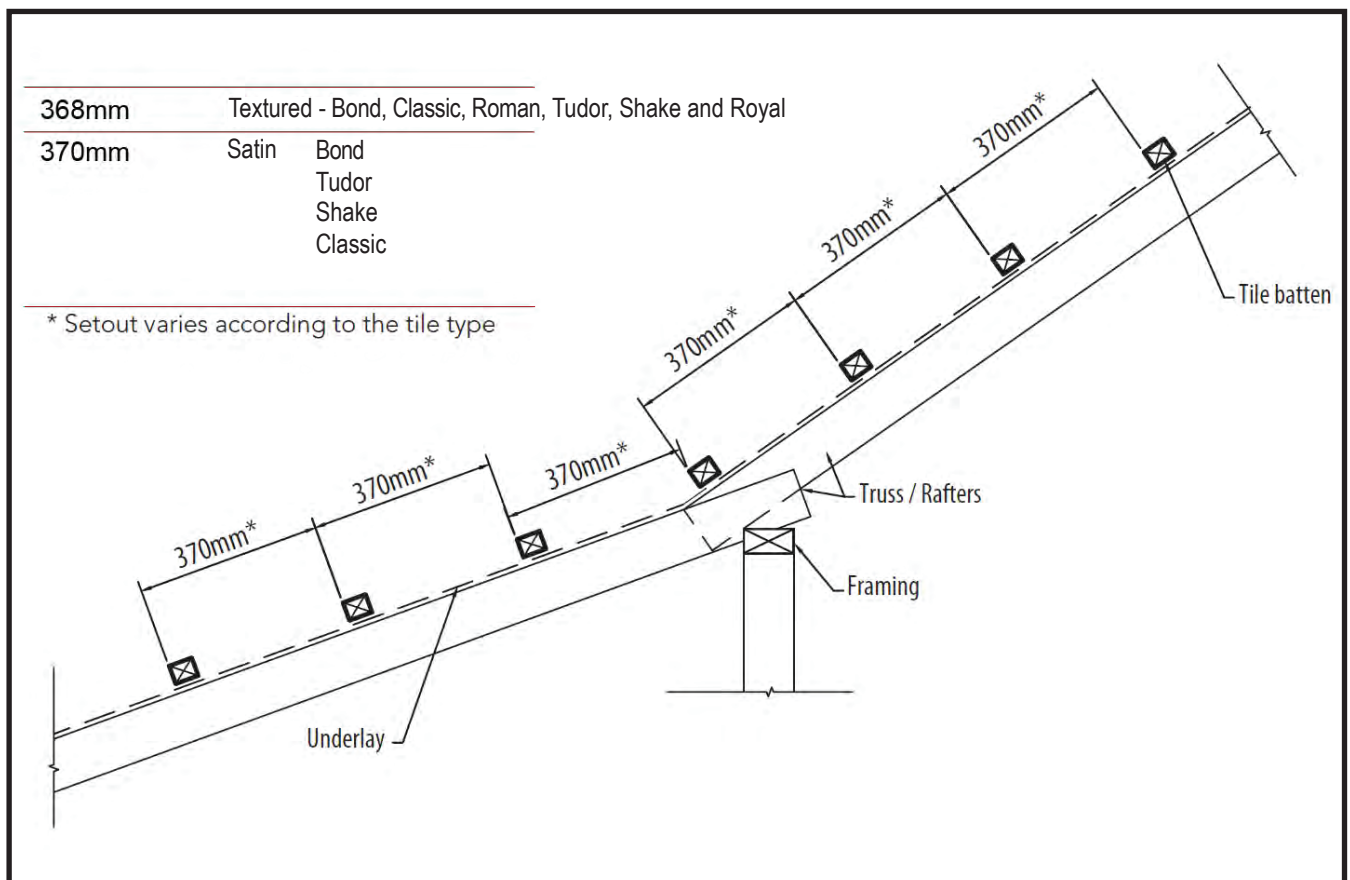 368mm Textured - Bond, Classic, Roman, Tudor, Shake and Royal
370mm Satin Bond
Tudor
Shake
Classic
* Setout varies according to the tile type
370mm*
370mm*
370mm*
370mm*
370mm*
370mm*
Tile batten
Truss / Rafters
Framing
Underlay